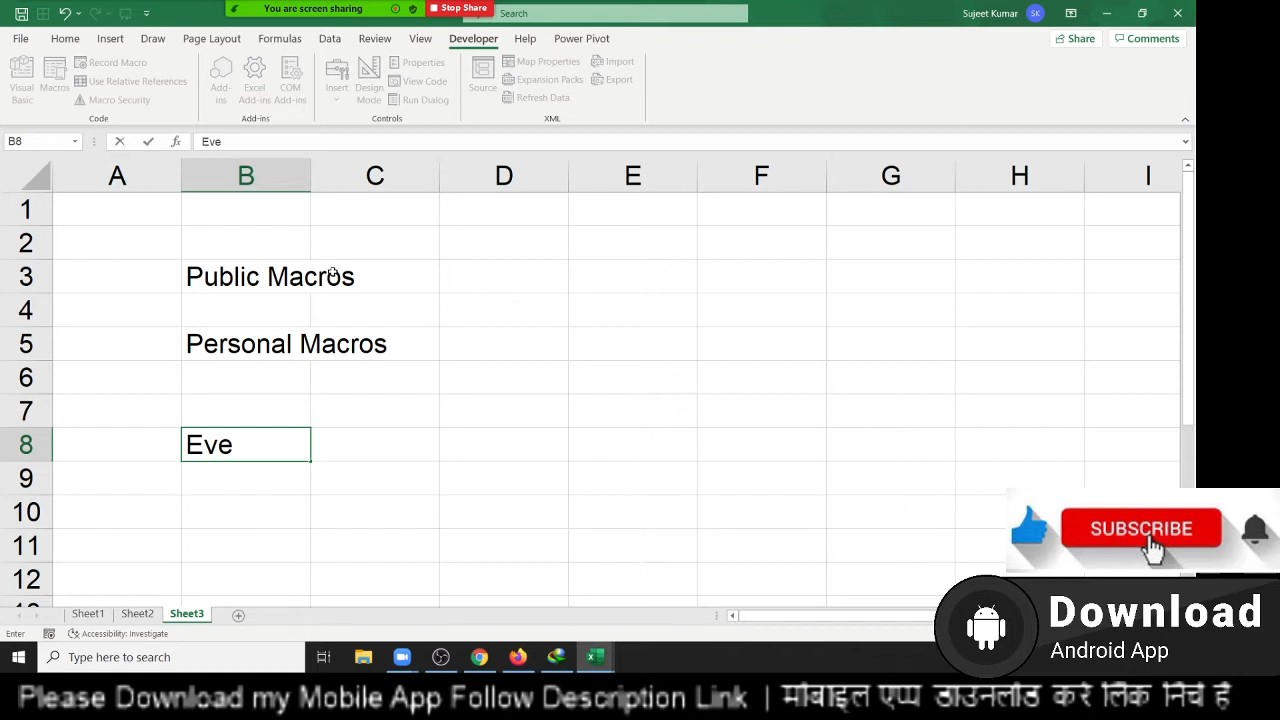 You are screen sharing
Stop Share
Search
Sujeet Kumar
SK
File Home Insert Draw Page Layout Formulas Data Review View Developer Help Power Pivot
Share
Comments
Visual Basic
Macros
Record Macro
Use Relative References
Macro Security
Code
Add-ins
Excel Add-ins
COM Add-ins
Add-ins
Insert
Design Mode
Properties
View Code
Run Dialog
Controls
Source
Map Properties
Expansion Packs
Refresh Data
Import
Export
XML
B8
fx
Eve
A B C D E F G H I
1
2
3 Public Macros
4
5 Personal Macros
6
7
8 Eve
9
10
11
12
SUBSCRIBE
Sheet1 Sheet2 Sheet3
Enter
Accessibility: Investigate
Download
Android App
Type here to search
Please Download my Mobile App Follow Description Link | मोबाइल एप्प डाउनलोड करे लिंक निचे है